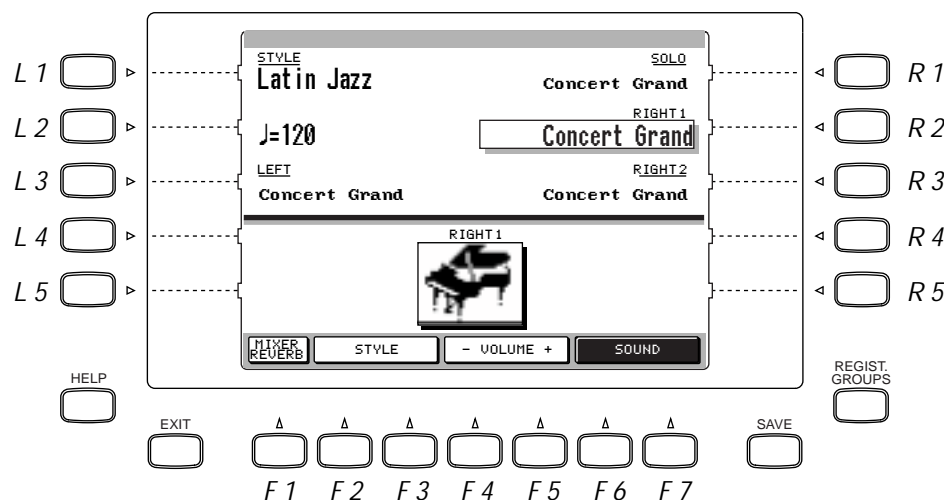 L 1
L 2
L 3
L 4
L 5
STYLE
Latin Jazz
♩=120
LEFT
Concert Grand
SOLO
Concert Grand
RIGHT1
Concert Grand
RIGHT2
Concert Grand
RIGHT1
MIXER
REVERB
STYLE
- VOLUME +
SOUND
R 1
R 2
R 3
R 4
R 5
HELP
EXIT
F 1 F 2 F 3 F 4 F 5 F 6 F 7
SAVE
REGIST.
GROUPS